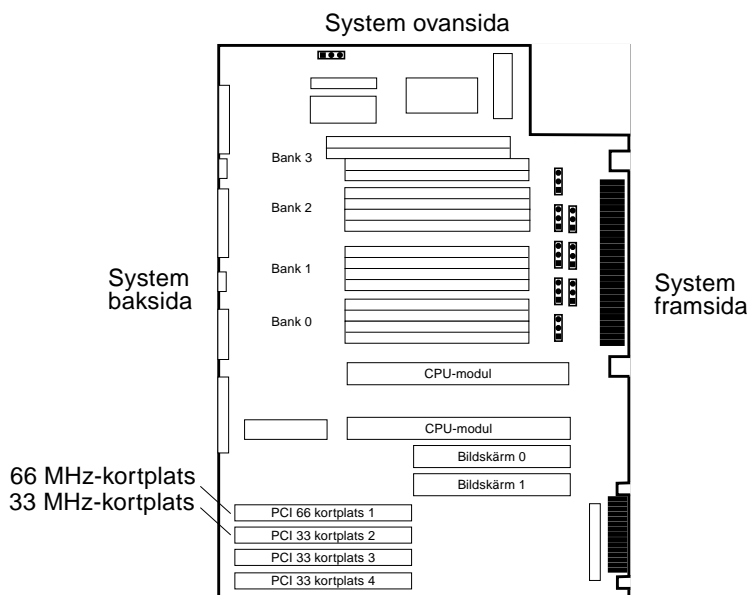 System ovansida
Bank 3
Bank 2
Bank 1
Bank 0
System
baksida
System
framsida
CPU-modul
CPU-modul
Bildskärm 0
Bildskärm 1
66 MHz-kortplats
33 MHz-kortplats
PCI 66 kortplats 1
PCI 33 kortplats 2
PCI 33 kortplats 3
PCI 33 kortplats 4